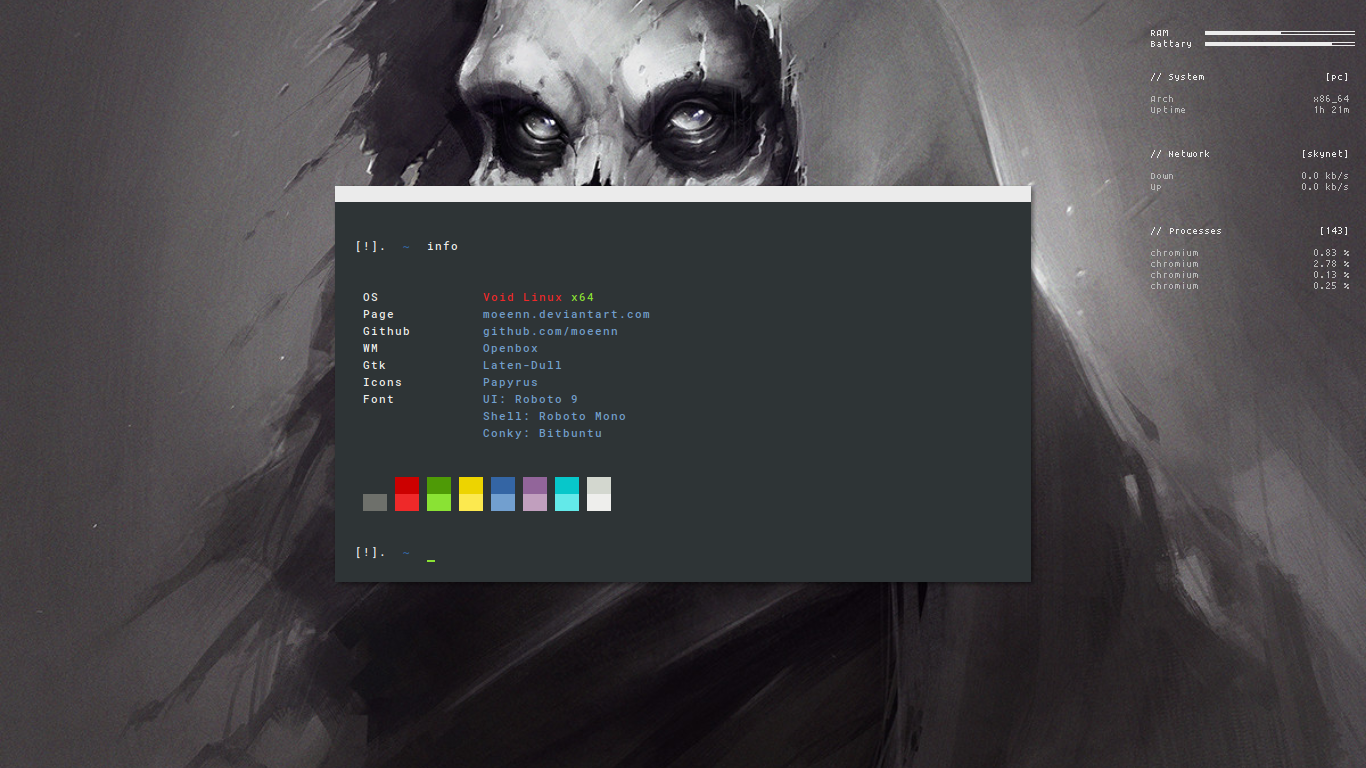 RAM
Battary
// System [pc]
Arch x86_64
Uptime 1h 21m
// Network [skynet]
Down 0.0 kb/s
Up 0.0 kb/s
// Processes [143]
chromium 0.83 %
chromium 2.78 %
chromium 0.13 %
chromium 0.25 %
[!]. ~ info
OS Void Linux x64
Page moeenn.deviantart.com
Github github.com/moeenn
WM Openbox
Gtk Laten-Dull
Icons Papyrus
Font UI: Roboto 9
Shell: Roboto Mono
Conky: Bitbuntu
[!]. ~ _